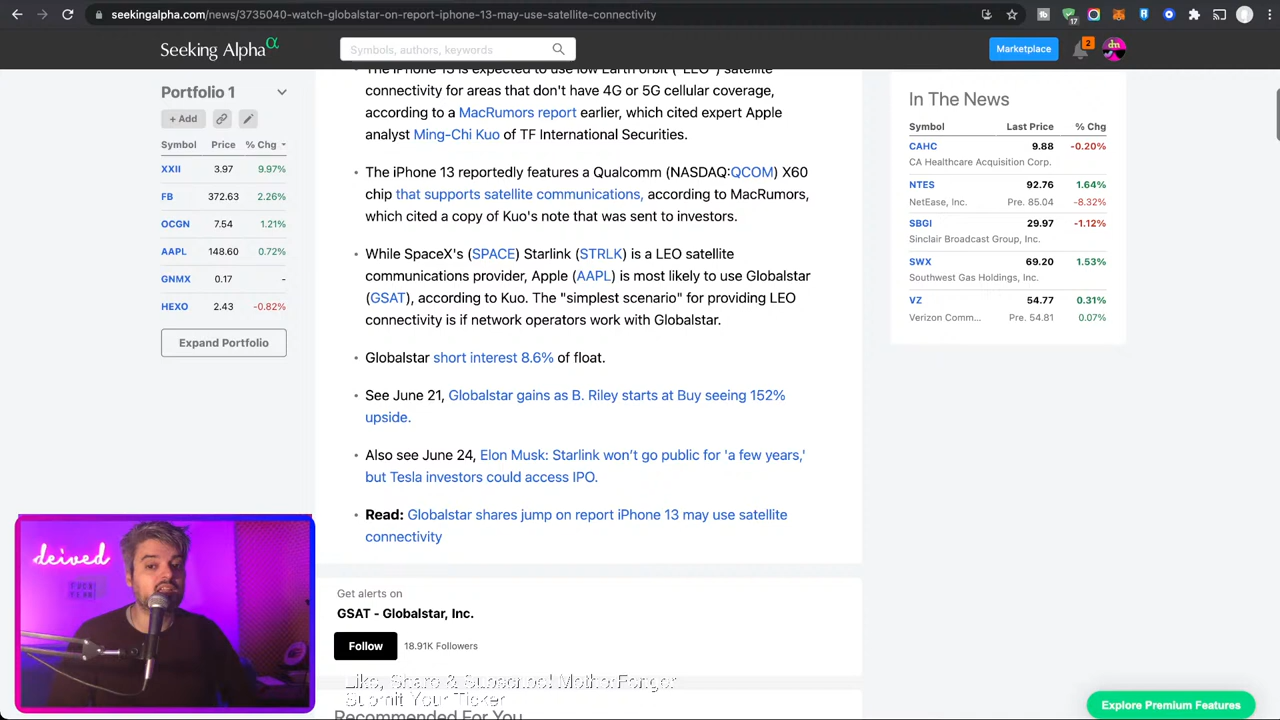 seekingalpha.com/news/3735040-watch-globalstar-on-report-iphone-13-may-use-satellite-connectivity
17
Seeking Alpha α
Symbols, authors, keywords
Marketplace
2
dn
Portfolio 1
+ Add
Symbol Price % Chg
XXII 3.97 9.97%
FB 372.63 2.26%
OCGN 7.54 1.21%
AAPL 148.60 0.72%
GNMX 0.17 -
HEXO 2.43 -0.82%
Expand Portfolio
The iPhone 13 is expected to use low Earth orbit ("LEO") satellite
connectivity for areas that don't have 4G or 5G cellular coverage,
according to a MacRumors report earlier, which cited expert Apple
analyst Ming-Chi Kuo of TF International Securities.
The iPhone 13 reportedly features a Qualcomm (NASDAQ:QCOM) X60
chip that supports satellite communications, according to MacRumors,
which cited a copy of Kuo's note that was sent to investors.
While SpaceX's (SPACE) Starlink (STRLK) is a LEO satellite
communications provider, Apple (AAPL) is most likely to use Globalstar
(GSAT), according to Kuo. The "simplest scenario" for providing LEO
connectivity is if network operators work with Globalstar.
Globalstar short interest 8.6% of float.
See June 21, Globalstar gains as B. Riley starts at Buy seeing 152%
upside.
Also see June 24, Elon Musk: Starlink won't go public for 'a few years,'
but Tesla investors could access IPO.
Read: Globalstar shares jump on report iPhone 13 may use satellite
connectivity
Get alerts on
GSAT - Globalstar, Inc.
Follow 18.91K Followers
Recommended For You
In The News
Symbol Last Price % Chg
CAHC 9.88 -0.20%
CA Healthcare Acquisition Corp.
NTES 92.76 1.64%
NetEase, Inc. Pre. 85.04 -8.32%
SBGI 29.97 -1.12%
Sinclair Broadcast Group, Inc.
SWX 69.20 1.53%
Southwest Gas Holdings, Inc.
VZ 54.77 0.31%
Verizon Comm... Pre. 54.81 0.07%
Explore Premium Features
deived
Like, Share & Subscribe!
Submit Your Ticker